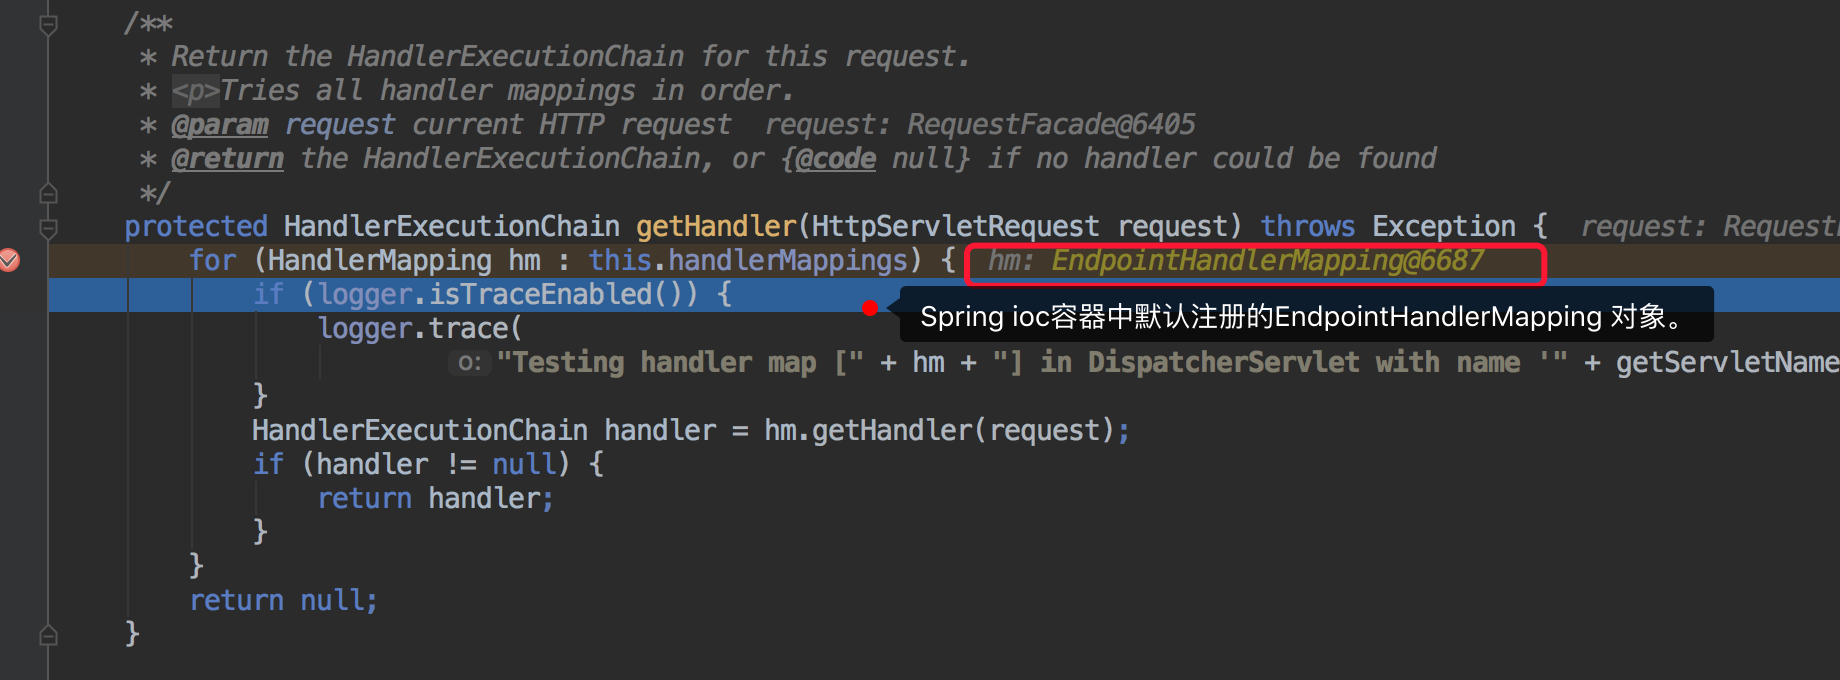 /**
* Return the HandlerExecutionChain for this request.
* <p>Tries all handler mappings in order.
* @param request current HTTP request request: RequestFacade@6405
* @return the HandlerExecutionChain, or {@code null} if no handler could be found
*/
protected HandlerExecutionChain getHandler(HttpServletRequest request) throws Exception { request: Request
for (HandlerMapping hm : this.handlerMappings) { hm: EndpointHandlerMapping@6687
if (logger.isTraceEnabled()) {
Spring ioc容器中默认注册的EndpointHandlerMapping 对象。
logger.trace(
o: "Testing handler map [" + hm + "] in DispatcherServlet with name '" + getServletName
}
HandlerExecutionChain handler = hm.getHandler(request);
if (handler != null) {
return handler;
}
}
return null;
}